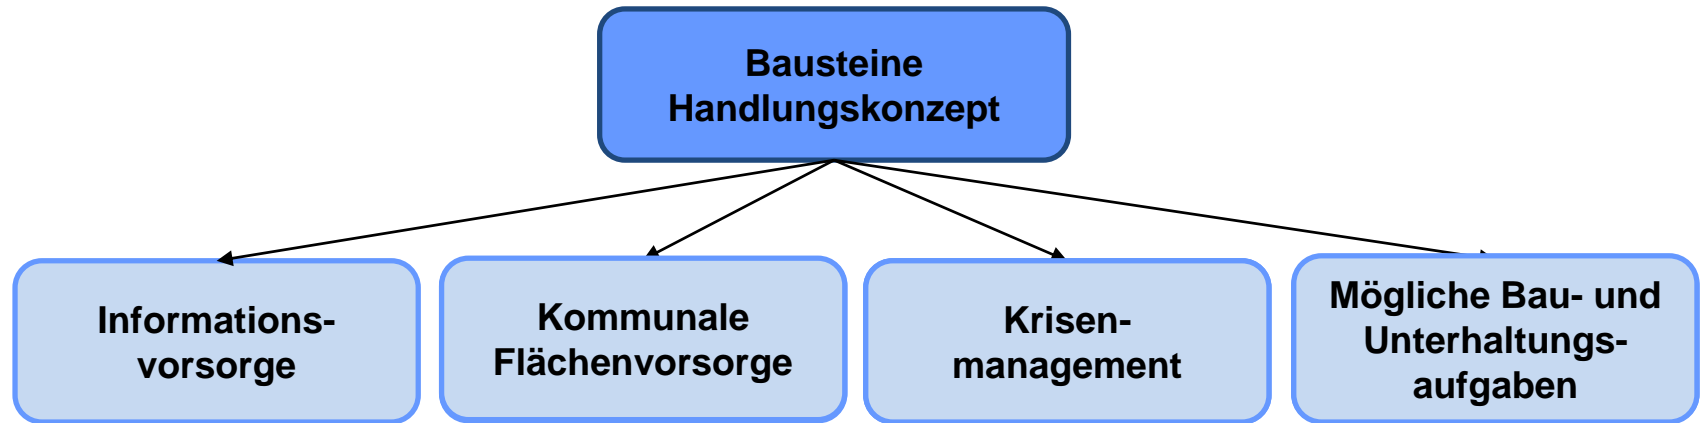 Bausteine
Handlungskonzept
Informations-
vorsorge
Kommunale
Flächenvorsorge
Krisen-
management
Mögliche Bau- und
Unterhaltungs-
aufgaben